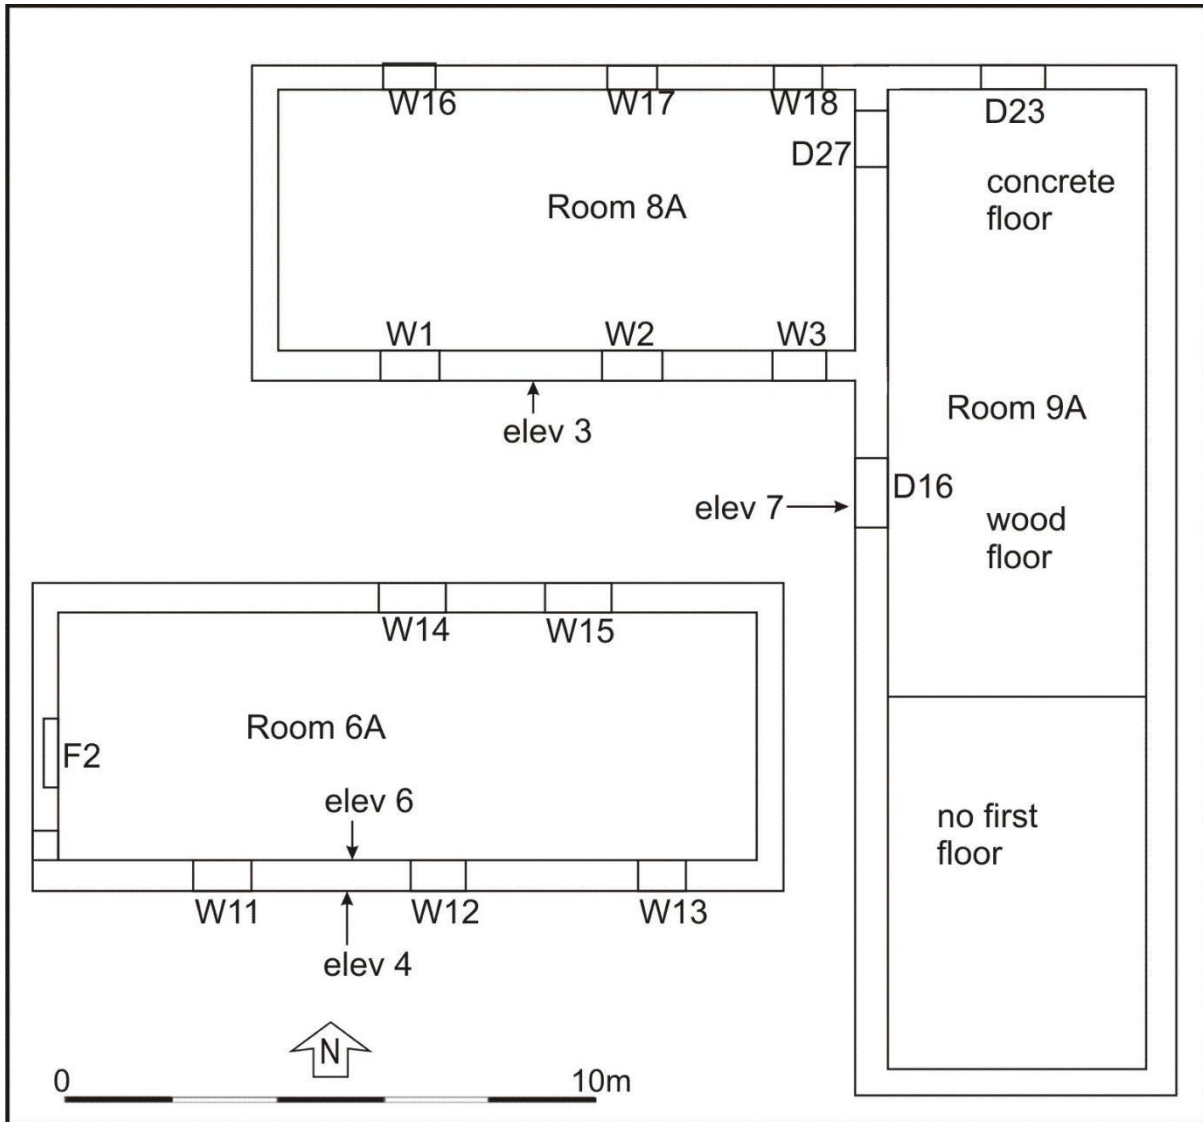 W16
W17
W18
D23
D27
concrete
floor
Room 8A
W1
W2
W3
Room 9A
elev 3
D16
elev 7
wood
floor
W14
W15
Room 6A
F2
elev 6
no first
floor
W11
W12
W13
elev 4
N
0
10m